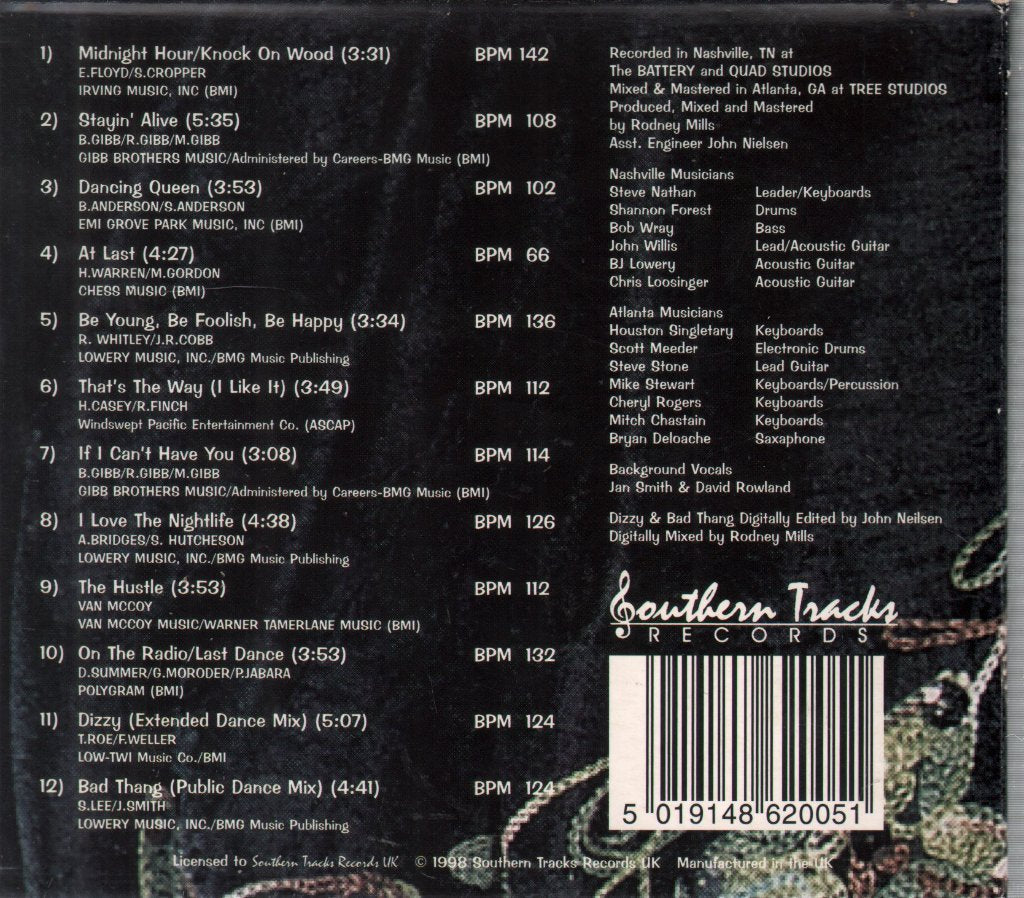 1) Midnight Hour/Knock On Wood (3:31) BPM 142
E.FLOYD/S.CROPPER
IRVING MUSIC, INC (BMI)
2) Stayin' Alive (5:35) BPM 108
B.GIBB/R.GIBB/M.GIBB
GIBB BROTHERS MUSIC/Administered by Careers-BMG Music (BMI)
3) Dancing Queen (3:53) BPM 102
B.ANDERSON/S.ANDERSON
EMI GROVE PARK MUSIC, INC (BMI)
4) At Last (4:27) BPM 66
H.WARREN/M.GORDON
CHESS MUSIC (BMI)
5) Be Young, Be Foolish, Be Happy (3:34) BPM 136
R. WHITLEY/J.R.COBB
LOWERY MUSIC, INC./BMG Music Publishing
6) That's The Way (I Like It) (3:49) BPM 112
H.CASEY/R.FINCH
Windswept Pacific Entertainment Co. (ASCAP)
7) If I Can't Have You (3:08) BPM 114
B.GIBB/R.GIBB/M.GIBB
GIBB BROTHERS MUSIC/Administered by Careers-BMG Music (BMI)
8) I Love The Nightlife (4:38) BPM 126
A.BRIDGES/S. HUTCHESON
LOWERY MUSIC, INC./BMG Music Publishing
9) The Hustle (3:53) BPM 112
VAN MCCOY
VAN MCCOY MUSIC/WARNER TAMERLANE MUSIC (BMI)
10) On The Radio/Last Dance (3:53) BPM 132
D.SUMMER/G.MORODER/P.JABARA
POLYGRAM (BMI)
11) Dizzy (Extended Dance Mix) (5:07) BPM 124
T.ROE/F.WELLER
LOW-TWI Music Co./BMI
12) Bad Thang (Public Dance Mix) (4:41) BPM 124
S.LEE/J.SMITH
LOWERY MUSIC, INC./BMG Music Publishing
Recorded in Nashville, TN at
The BATTERY and QUAD STUDIOS
Mixed & Mastered in Atlanta, GA at TREE STUDIOS
Produced, Mixed and Mastered
by Rodney Mills
Asst. Engineer John Nielsen
Nashville Musicians
Steve Nathan Leader/Keyboards
Shannon Forest Drums
Bob Wray Bass
John Willis Lead/Acoustic Guitar
BJ Lowery Acoustic Guitar
Chris Loosinger Acoustic Guitar
Atlanta Musicians
Houston Singletary Keyboards
Scott Meeder Electronic Drums
Steve Stone Lead Guitar
Mike Stewart Keyboards/Percussion
Cheryl Rogers Keyboards
Mitch Chastain Keyboards
Bryan Deloache Saxaphone
Background Vocals
Jan Smith & David Rowland
Dizzy & Bad Thang Digitally Edited by John Neilsen
Digitally Mixed by Rodney Mills
Southern Tracks
RECORDS
5 019148 620051
Licensed to Southern Tracks Records UK © 1998 Southern Tracks Records UK Manufactured in the UK